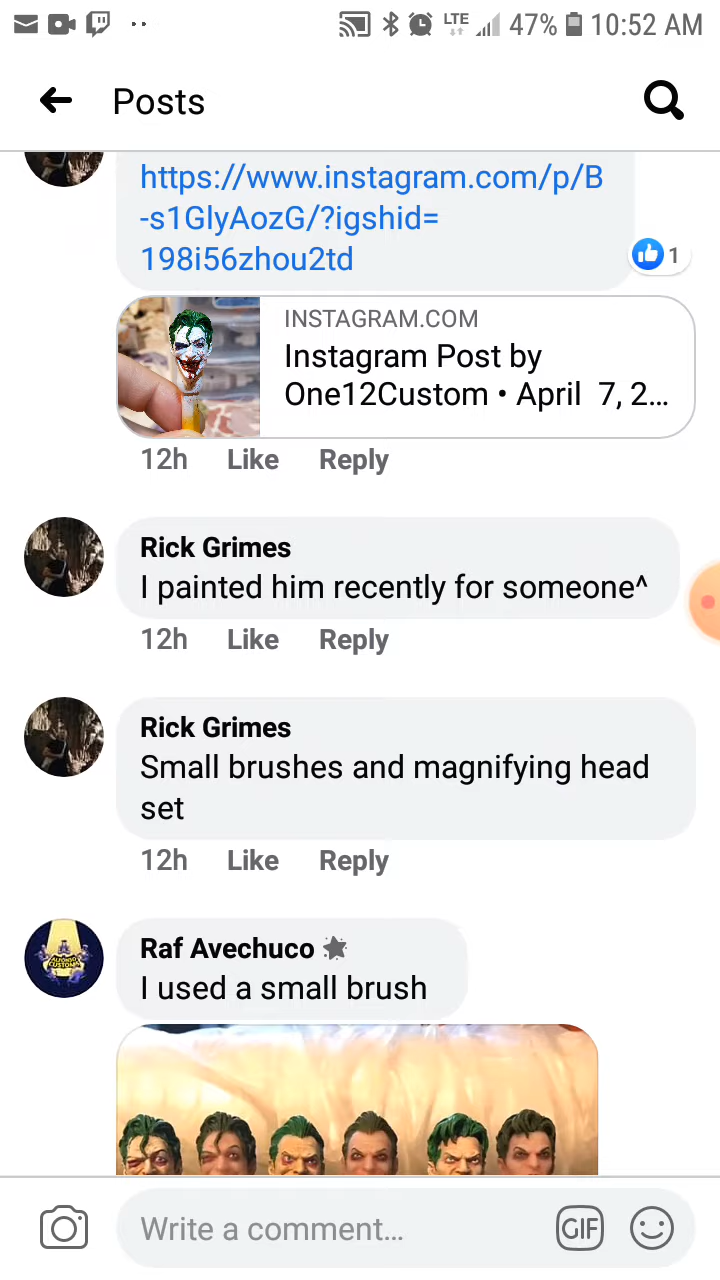 LTE 47% 10:52 AM
Posts
https://www.instagram.com/p/B
-s1GlyAozG/?igshid=
198i56zhou2td
1
INSTAGRAM.COM
Instagram Post by
One12Custom • April 7, 2...
12h Like Reply
Rick Grimes
I painted him recently for someone^
12h Like Reply
Rick Grimes
Small brushes and magnifying head
set
12h Like Reply
Raf Avechuco
I used a small brush
Write a comment...
GIF